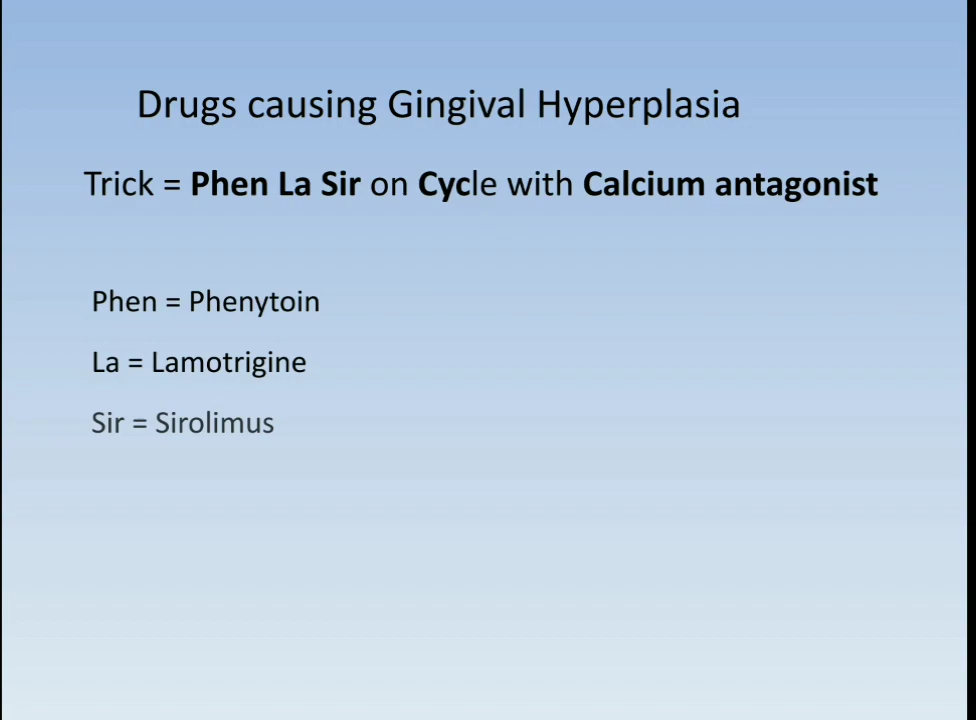 Drugs causing Gingival Hyperplasia
Trick = Phen La Sir on Cycle with Calcium antagonist
Phen = Phenytoin
La = Lamotrigine
Sir = Sirolimus